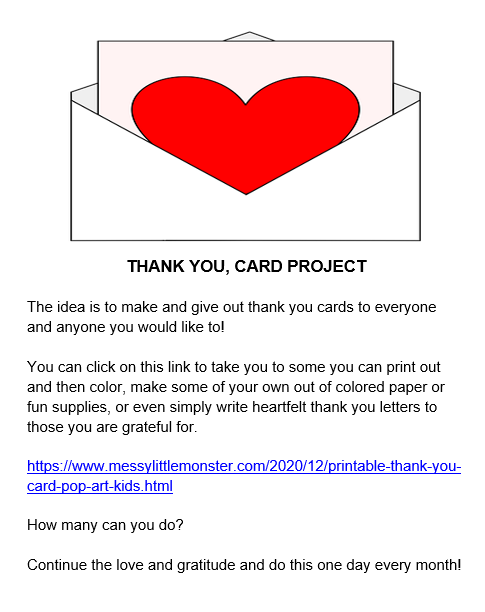 THANK YOU, CARD PROJECT
The idea is to make and give out thank you cards to everyone
and anyone you would like to!
You can click on this link to take you to some you can print out
and then color, make some of your own out of colored paper or
fun supplies, or even simply write heartfelt thank you letters to
those you are grateful for.
https://www.messylittlemonster.com/2020/12/printable-thank-you-
card-pop-art-kids.html
How many can you do?
Continue the love and gratitude and do this one day every month!